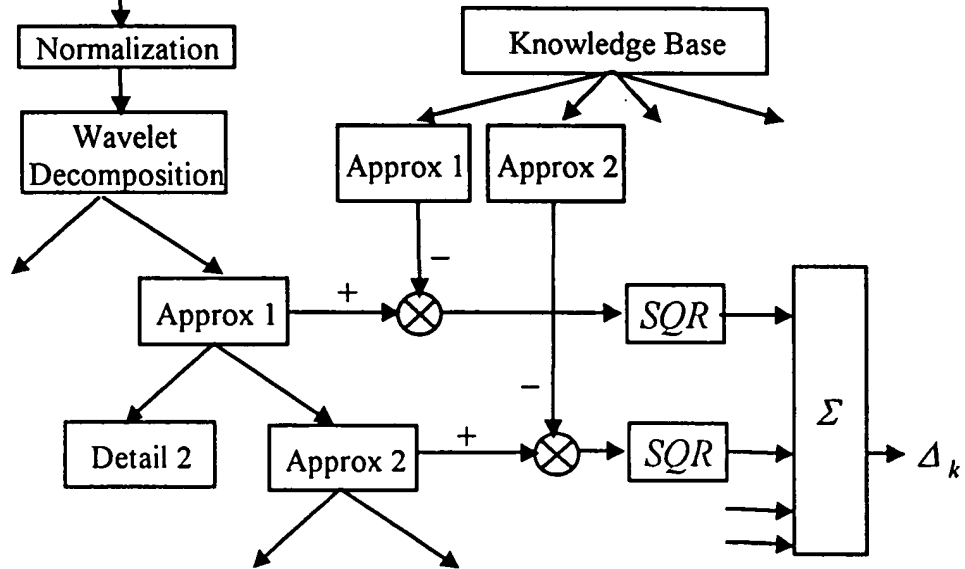 Normalization
Knowledge Base
Wavelet
Decomposition
Approx 1
Approx 2
−
Approx 1
+
SQR
−
Σ
Detail 2
Approx 2
+
SQR
Δ k